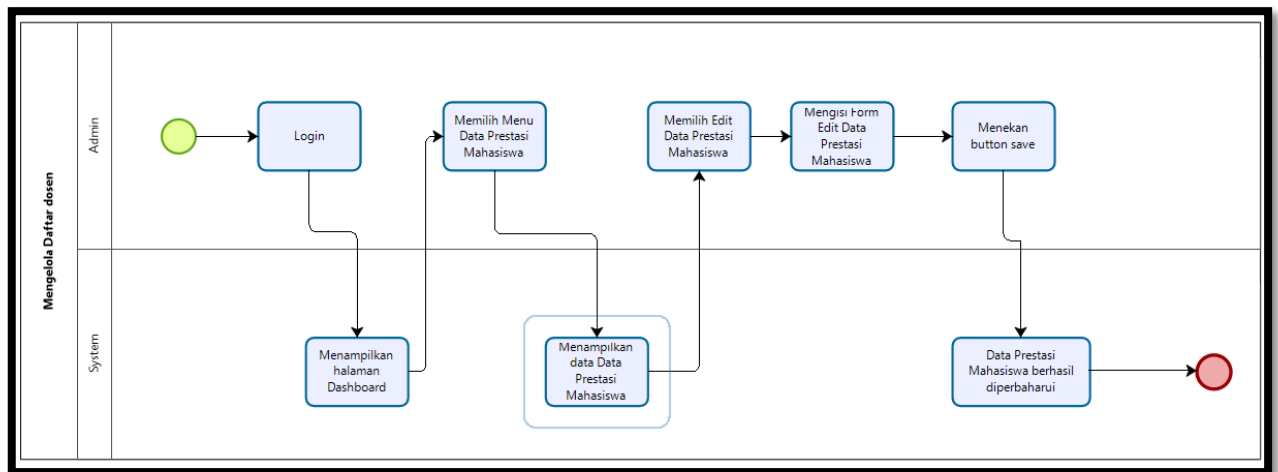 Mengelola Daftar dosen
Admin
Login
Memilih Menu
Data Prestasi
Mahasiswa
Memilih Edit
Data Prestasi
Mahasiswa
Mengisi Form
Edit Data
Prestasi
Mahasiswa
Menekan
button save
System
Menampilkan
halaman
Dashboard
Menampilkan
data Data
Prestasi
Mahasiswa
Data Prestasi
Mahasiswa berhasil
diperbaharui